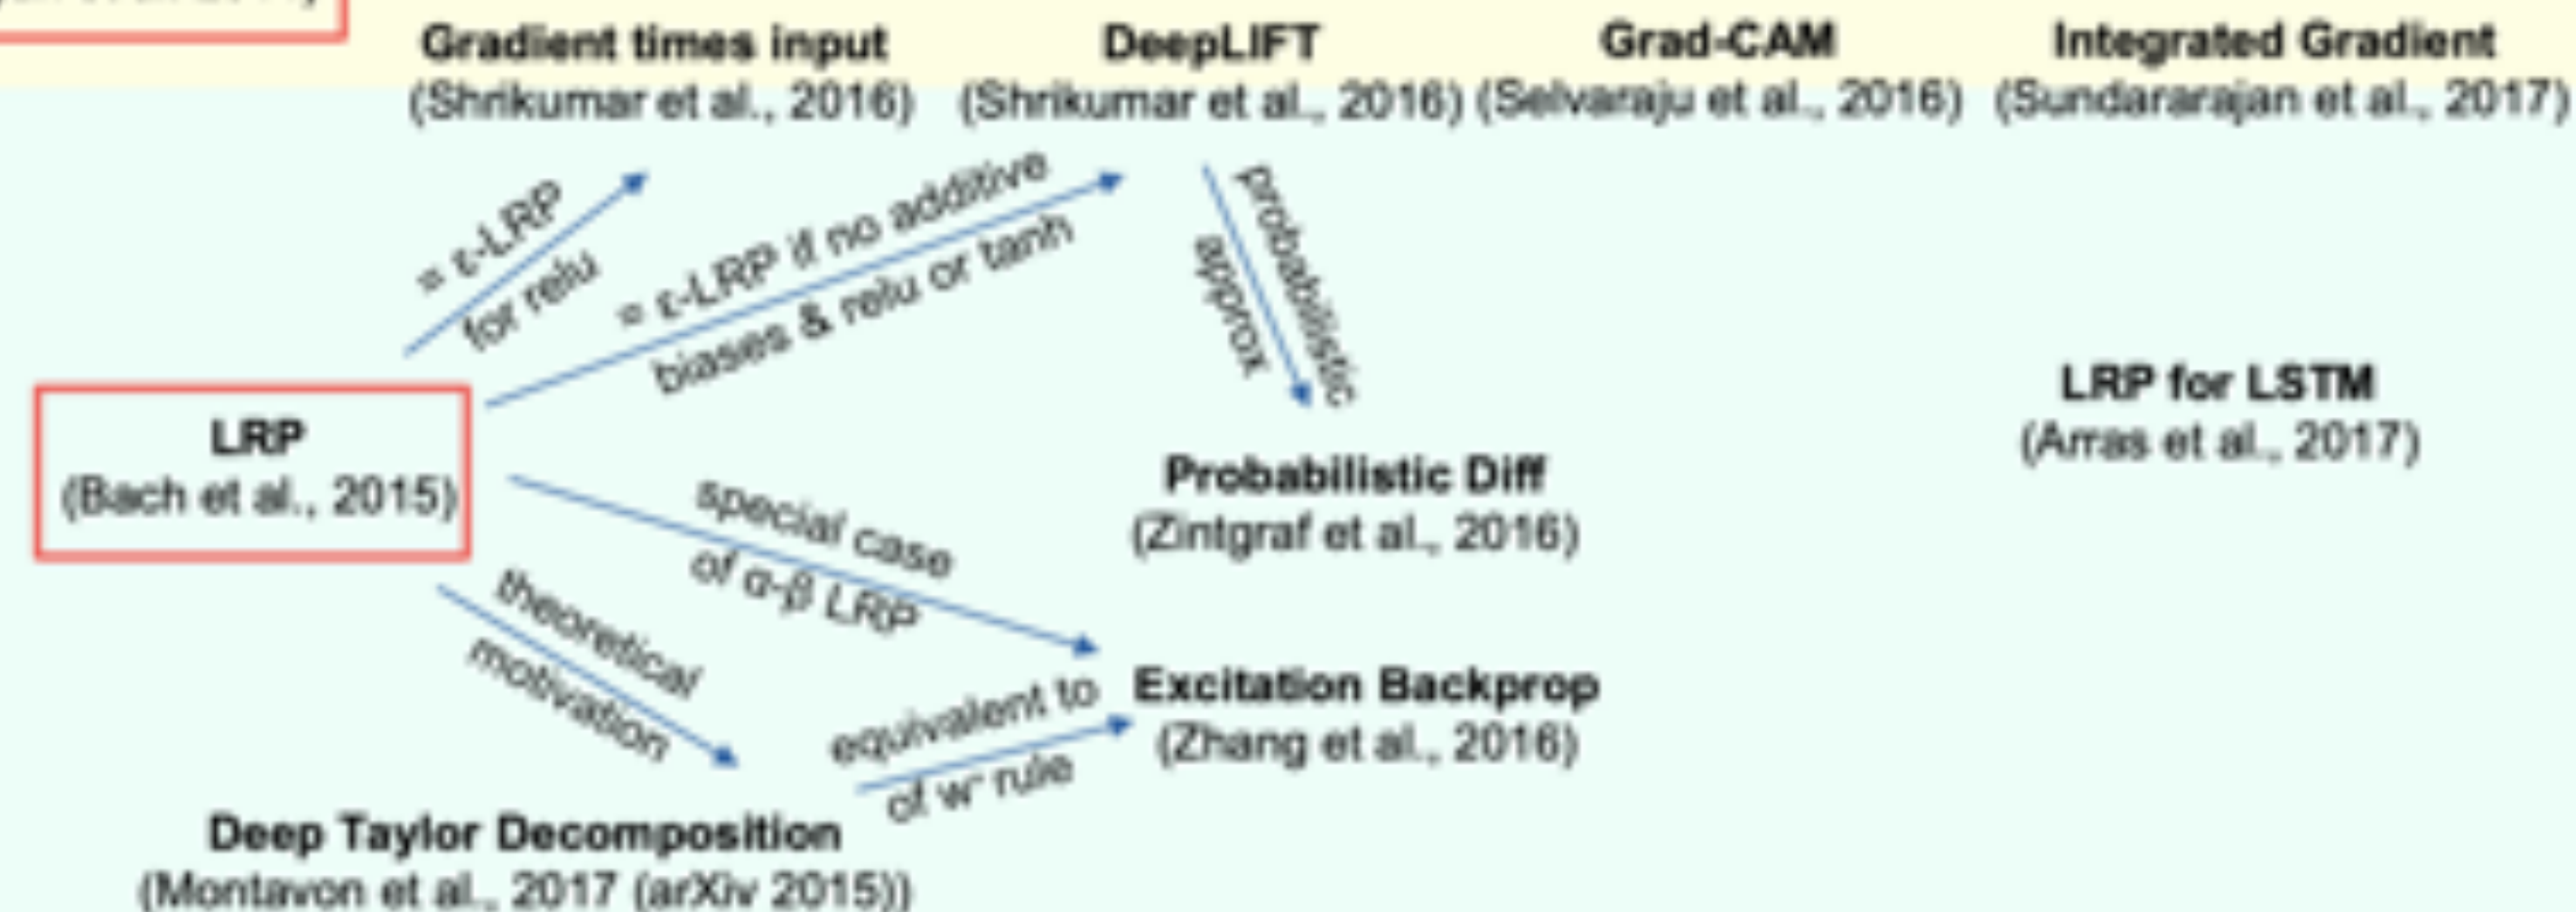 Gradient times input
(Shrikumar et al., 2016)
DeepLIFT
(Shrikumar et al., 2016)
Grad-CAM
(Selvaraju et al., 2016)
Integrated Gradient
(Sundararajan et al., 2017)
= ε-LRP
for relu
= ε-LRP if no additive
biases & relu or tanh
probabilistic
approx
LRP for LSTM
(Arras et al., 2017)
LRP
(Bach et al., 2015)
Probabilistic Diff
(Zintgraf et al., 2016)
special case
of α-β LRP
theoretical
motivation
equivalent to
of rule
Excitation Backprop
(Zhang et al., 2016)
Deep Taylor Decomposition
(Montavon et al., 2017 (arXiv 2015))